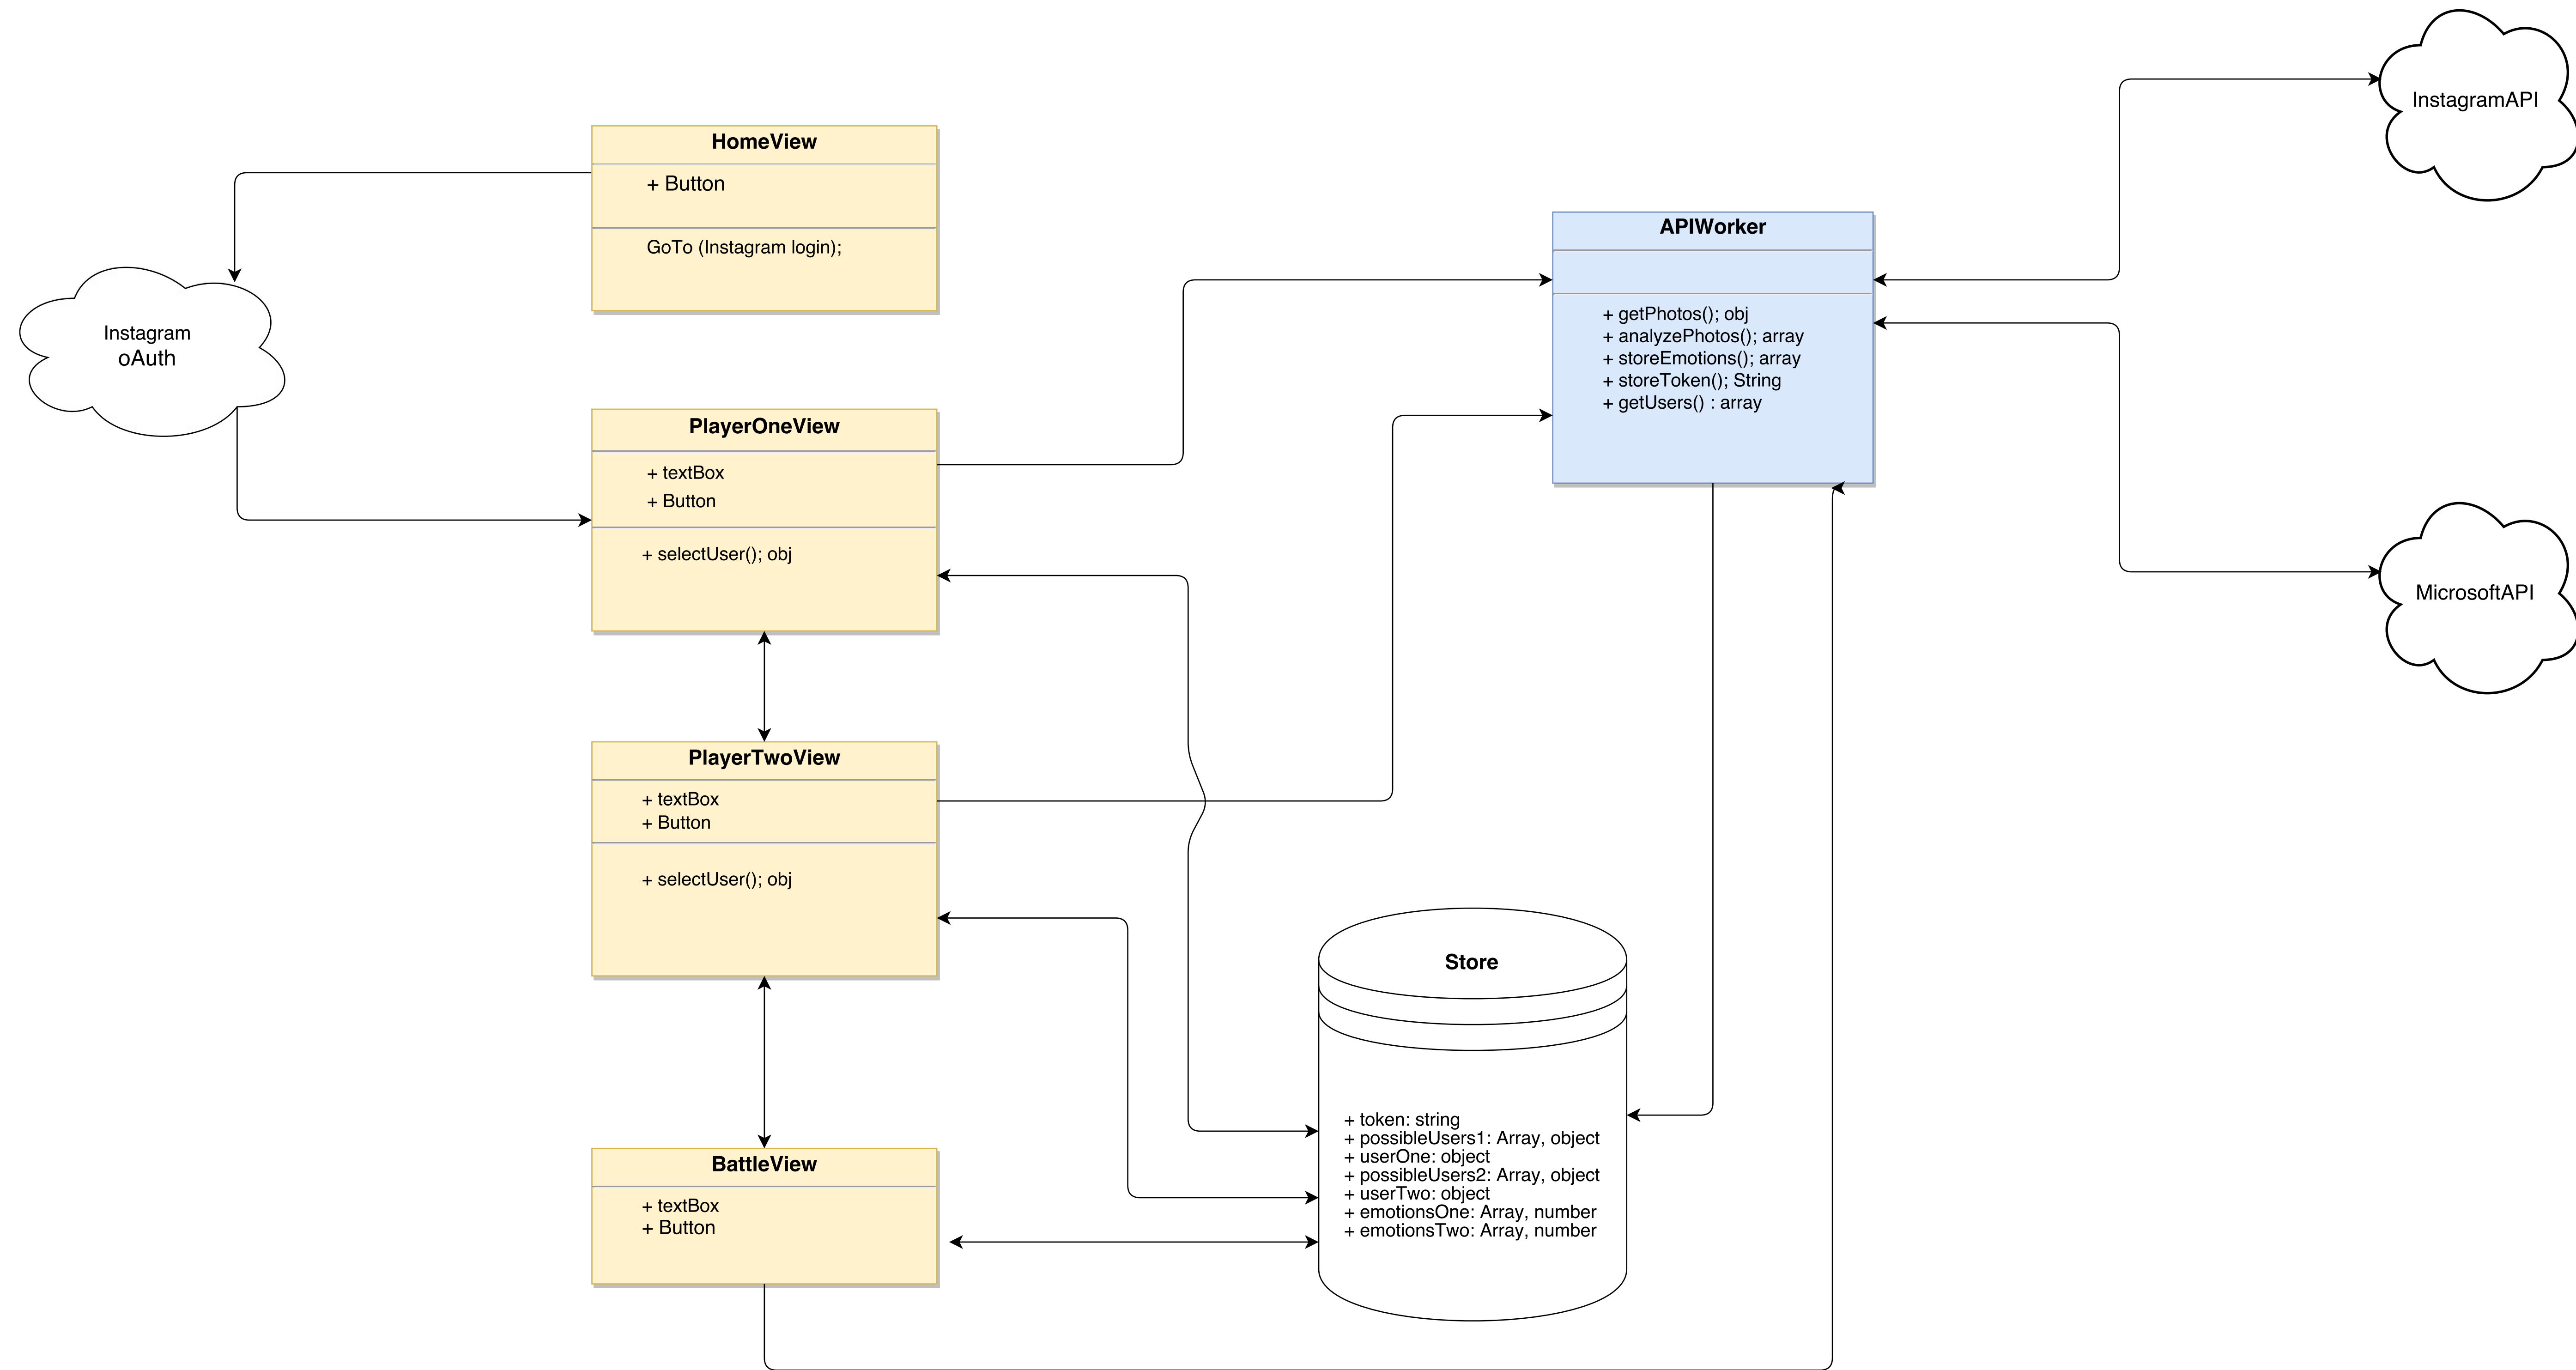 HomeView
+ Button
GoTo (Instagram login);
Instagram
oAuth
PlayerOneView
+ textBox
+ Button
+ selectUser(); obj
PlayerTwoView
+ textBox
+ Button
+ selectUser(); obj
BattleView
+ textBox
+ Button
APIWorker
+ getPhotos(); obj
+ analyzePhotos(); array
+ storeEmotions(); array
+ storeToken(); String
+ getUsers() : array
Store
+ token: string
+ possibleUsers1: Array, object
+ userOne: object
+ possibleUsers2: Array, object
+ userTwo: object
+ emotionsOne: Array, number
+ emotionsTwo: Array, number
InstagramAPI
MicrosoftAPI